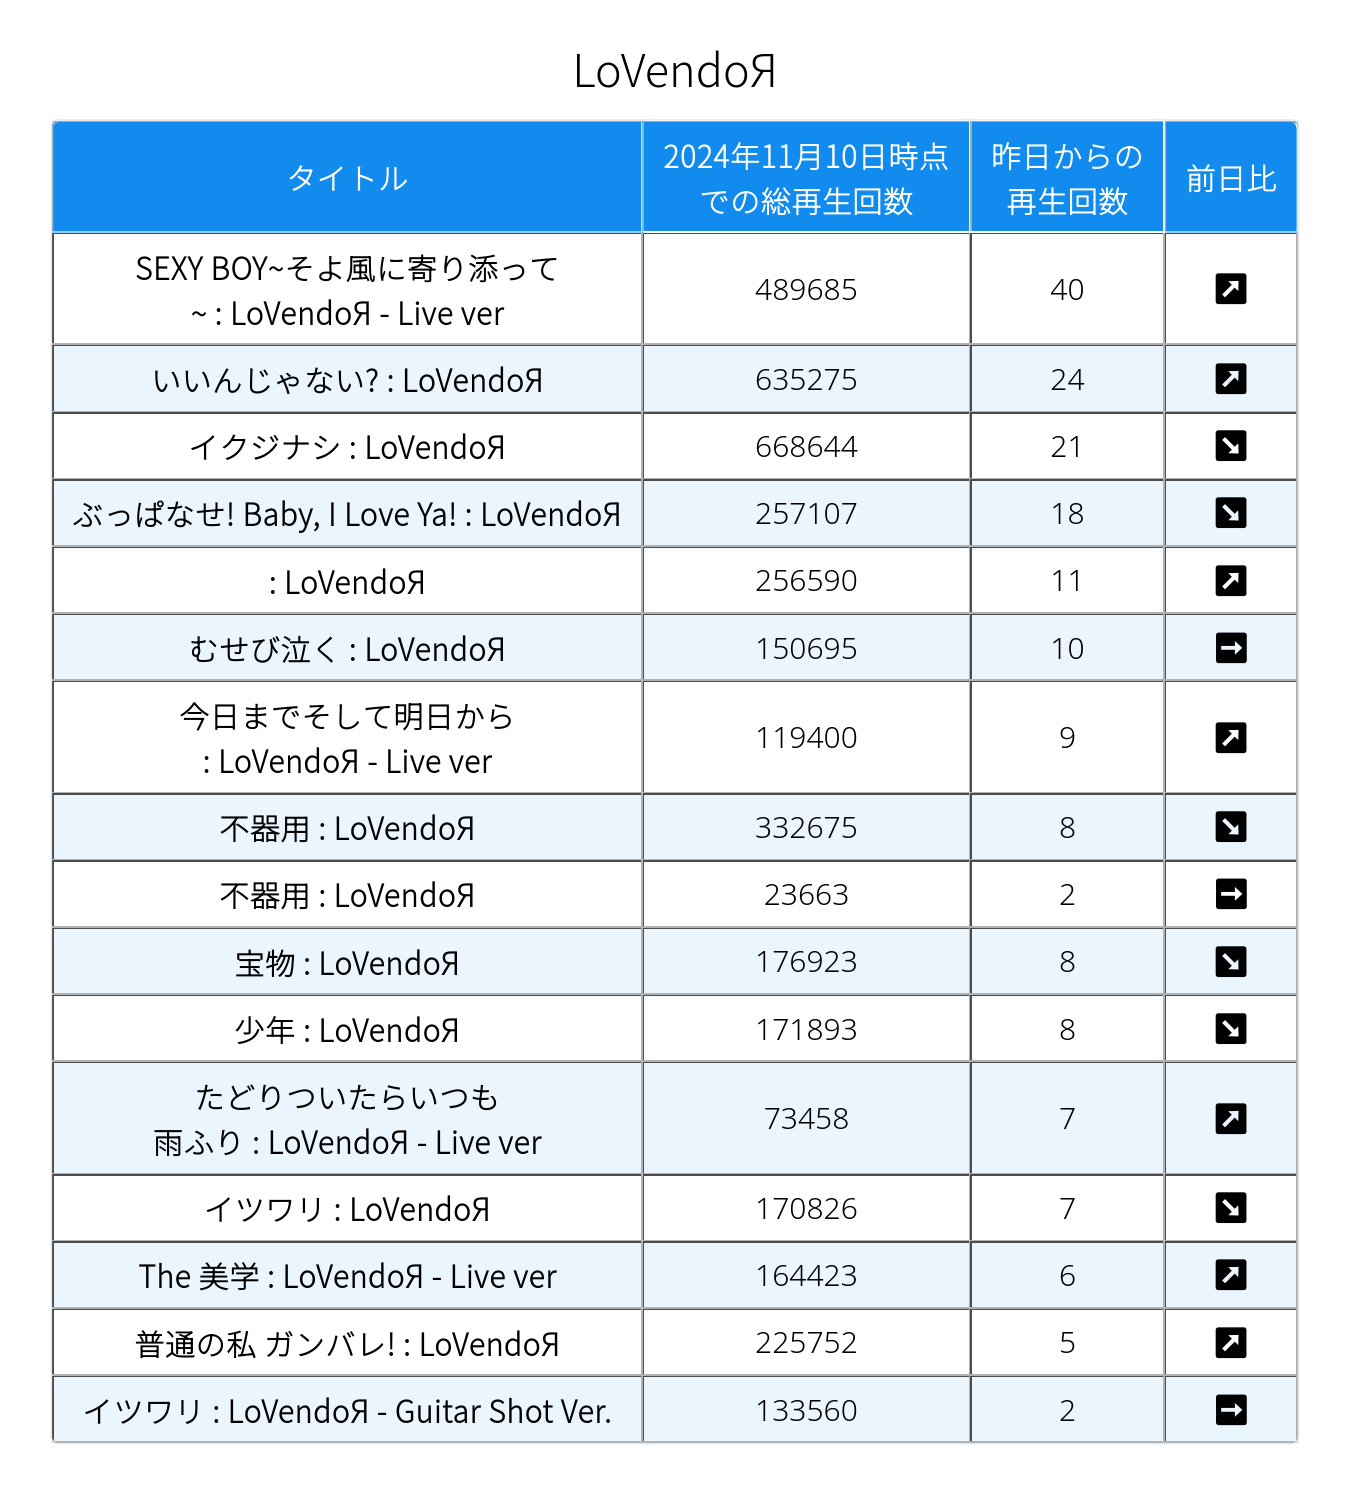 LoVendoЯ
タイトル
2024年11月10日時点
での総再生回数
昨日からの
再生回数
前日比
SEXY BOY~そよ風に寄り添って
~ : LoVendoЯ - Live ver
489685
40
いいんじゃない? : LoVendoЯ
635275
24
イクジナシ : LoVendoЯ
668644
21
ぶっぱなせ! Baby, I Love Ya! : LoVendoЯ
257107
18
: LoVendoЯ
256590
11
むせび泣く : LoVendoЯ
150695
10
今日までそして明日から
: LoVendoЯ - Live ver
119400
9
不器用 : LoVendoЯ
332675
8
不器用 : LoVendoЯ
23663
2
宝物 : LoVendoЯ
176923
8
少年 : LoVendoЯ
171893
8
たどりついたらいつも
雨ふり : LoVendoЯ - Live ver
73458
7
イツワリ : LoVendoЯ
170826
7
The 美学 : LoVendoЯ - Live ver
164423
6
普通の私 ガンバレ! : LoVendoЯ
225752
5
イツワリ : LoVendoЯ - Guitar Shot Ver.
133560
2